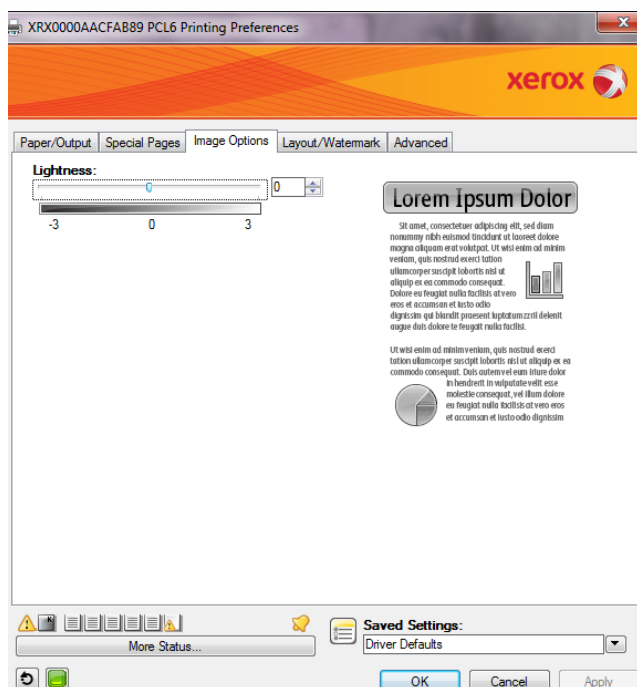 XRX0000AACFAB89 PCL6 Printing Preferences
xerox
Paper/Output Special Pages Image Options Layout/Watermark Advanced
Lightness:
0
-3 0 3
Lorem Ipsum Dolor
Sit amet, consectetuer adipiscing elit, sed diam
nonummy nibh euismod tincidunt ut laoreet dolore
magna aliquam erat volutpat. Ut wisi enim ad minim
veniam, quis nostrud exerci tation
ullamcorper suscipit lobortis nisl ut
aliquip ex ea commodo consequat.
Dolore eu feugiat nulla facilisis at vero
eros et accumsan et iusto odio
dignissim qui blandit praesent luptatum zzril delenit
augue duis dolore te feugait nulla facilisi.
Ut wisi enim ad minim veniam, quis nostrud exerci
tation ullamcorper suscipit lobortis nisl ut aliquip ex ea
commodo consequat. Duis autem vel eum iriure dolor
in hendrerit in vulputate velit esse
molestie consequat, vel illum dolore
eu feugiat nulla facilisis at vero eros
et accumsan et iusto odio dignissim
Saved Settings:
More Status...
Driver Defaults
OK Cancel Apply